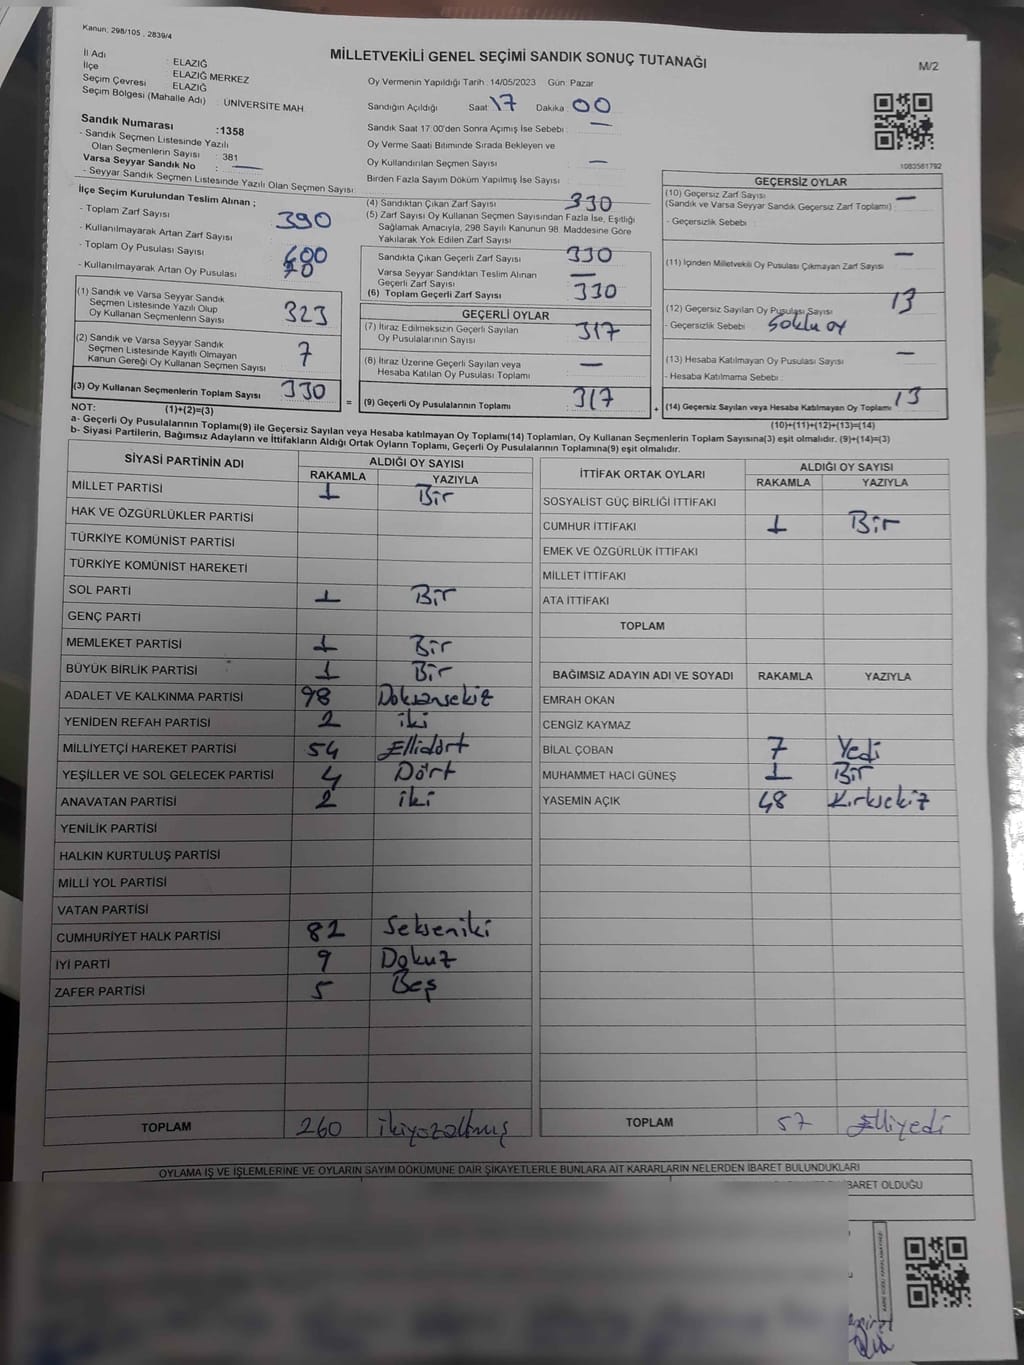 Kanun: 298/105 , 2839/4
MİLLETVEKİLİ GENEL SEÇİMİ SANDIK SONUÇ TUTANAĞI
M/2
İl Adı : ELAZIĞ
İlçe : ELAZIĞ MERKEZ
Seçim Çevresi : ELAZIĞ
Seçim Bölgesi (Mahalle Adı) : ÜNİVERSİTE MAH.
Sandık Numarası :1358
- Sandık Seçmen Listesinde Yazılı
Olan Seçmenlerin Sayısı : 381
Varsa Seyyar Sandık No : —
- Seyyar Sandık Seçmen Listesinde Yazılı Olan Seçmen Sayısı:
Oy Vermenin Yapıldığı Tarih :14/05/2023 Gün: Pazar
Sandığın Açıldığı Saat 17 Dakika 00
Sandık Saat 17:00'den Sonra Açılmış İse Sebebi : —
Oy Verme Saati Bitiminde Sırada Bekleyen ve
Oy Kullandırılan Seçmen Sayısı —
Birden Fazla Sayım Döküm Yapılmış İse Sayısı :
1083581792
İlçe Seçim Kurulundan Teslim Alınan ;
- Toplam Zarf Sayısı 390
- Kullanılmayarak Artan Zarf Sayısı
- Toplam Oy Pusulası Sayısı
- Kullanılmayarak Artan Oy Pusulası
(1) Sandık ve Varsa Seyyar Sandık
Seçmen Listesinde Yazılı Olup
Oy Kullanan Seçmenlerin Sayısı 323
(2) Sandık ve Varsa Seyyar Sandık
Seçmen Listesinde Kayıtlı Olmayan
Kanun Gereği Oy Kullanan Seçmen Sayısı 7
(3) Oy Kullanan Seçmenlerin Toplam Sayısı 330
(4) Sandıktan Çıkan Zarf Sayısı 330
(5) Zarf Sayısı Oy Kullanan Seçmen Sayısından Fazla İse, Eşitliği
Sağlamak Amacıyla, 298 Sayılı Kanunun 98. Maddesine Göre
Yakılarak Yok Edilen Zarf Sayısı
Sandıkta Çıkan Geçerli Zarf Sayısı 330
Varsa Seyyar Sandıktan Teslim Alınan
Geçerli Zarf Sayısı —
(6) Toplam Geçerli Zarf Sayısı 330
GEÇERLİ OYLAR
(7) İtiraz Edilmeksizin Geçerli Sayılan
Oy Pusulalarının Sayısı 317
(8) İtiraz Üzerine Geçerli Sayılan veya
Hesaba Katılan Oy Pusulası Toplamı —
= (9) Geçerli Oy Pusulalarının Toplamı 317
GEÇERSİZ OYLAR
(10) Geçersiz Zarf Sayısı —
(Sandık ve Varsa Seyyar Sandık Geçersiz Zarf Toplamı)
- Geçersizlik Sebebi :
(11) İçinden Milletvekili Oy Pusulası Çıkmayan Zarf Sayısı —
(12) Geçersiz Sayılan Oy Pusulası Sayısı 13
- Geçersizlik Sebebi
(13) Hesaba Katılmayan Oy Pusulası Sayısı —
- Hesaba Katılmama Sebebi :
+ (14) Geçersiz Sayılan veya Hesaba Katılmayan Oy Toplamı 13
NOT: (1)+(2)=(3)
(10)+(11)+(12)+(13)=(14)
a- Geçerli Oy Pusulalarının Toplamı(9) ile Geçersiz Sayılan veya Hesaba katılmayan Oy Toplamı(14) Toplamları, Oy Kullanan Seçmenlerin Toplam Sayısına(3) eşit olmalıdır. (9)+(14)=(3)
b- Siyasi Partilerin, Bağımsız Adayların ve İttifakların Aldığı Ortak Oyların Toplamı, Geçerli Oy Pusulalarının Toplamına(9) eşit olmalıdır.
SİYASİ PARTİNİN ADI ALDIĞI OY SAYISI
RAKAMLA YAZIYLA
MİLLET PARTİSİ 1 Bir
HAK VE ÖZGÜRLÜKLER PARTİSİ
TÜRKİYE KOMÜNİST PARTİSİ
TÜRKİYE KOMÜNİST HAREKETİ
SOL PARTİ 1 Bir
GENÇ PARTİ
MEMLEKET PARTİSİ 1 Bir
BÜYÜK BİRLİK PARTİSİ 1 Bir
ADALET VE KALKINMA PARTİSİ 98 Doksansekiz
YENİDEN REFAH PARTİSİ 2 iki
MİLLİYETÇİ HAREKET PARTİSİ 54 Ellidört
YEŞİLLER VE SOL GELECEK PARTİSİ 4 Dört
ANAVATAN PARTİSİ 2 iki
YENİLİK PARTİSİ
HALKIN KURTULUŞ PARTİSİ
MİLLİ YOL PARTİSİ
VATAN PARTİSİ
CUMHURİYET HALK PARTİSİ 82 Sekseniki
İYİ PARTİ 9 Dokuz
ZAFER PARTİSİ 5 Beş
TOPLAM 260 ikiyüzaltmış
İTTİFAK ORTAK OYLARI ALDIĞI OY SAYISI
RAKAMLA YAZIYLA
SOSYALİST GÜÇ BİRLİĞİ İTTİFAKI
CUMHUR İTTİFAKI 1 Bir
EMEK VE ÖZGÜRLÜK İTTİFAKI
MİLLET İTTİFAKI
ATA İTTİFAKI
TOPLAM
BAĞIMSIZ ADAYIN ADI VE SOYADI RAKAMLA YAZIYLA
EMRAH OKAN
CENGİZ KAYMAZ
BİLAL ÇOBAN 7 Yedi
MUHAMMET HACI GÜNEŞ 1 Bir
YASEMİN AÇIK 48 Kırksekiz
TOPLAM 57 Elliyedi
OYLAMA İŞ VE İŞLEMLERİNE VE OYLARIN SAYIM DÖKÜMÜNE DAİR ŞİKAYETLERLE BUNLARA AİT KARARLARIN NELERDEN İBARET BULUNDUKLARI
İBARET OLDUĞU